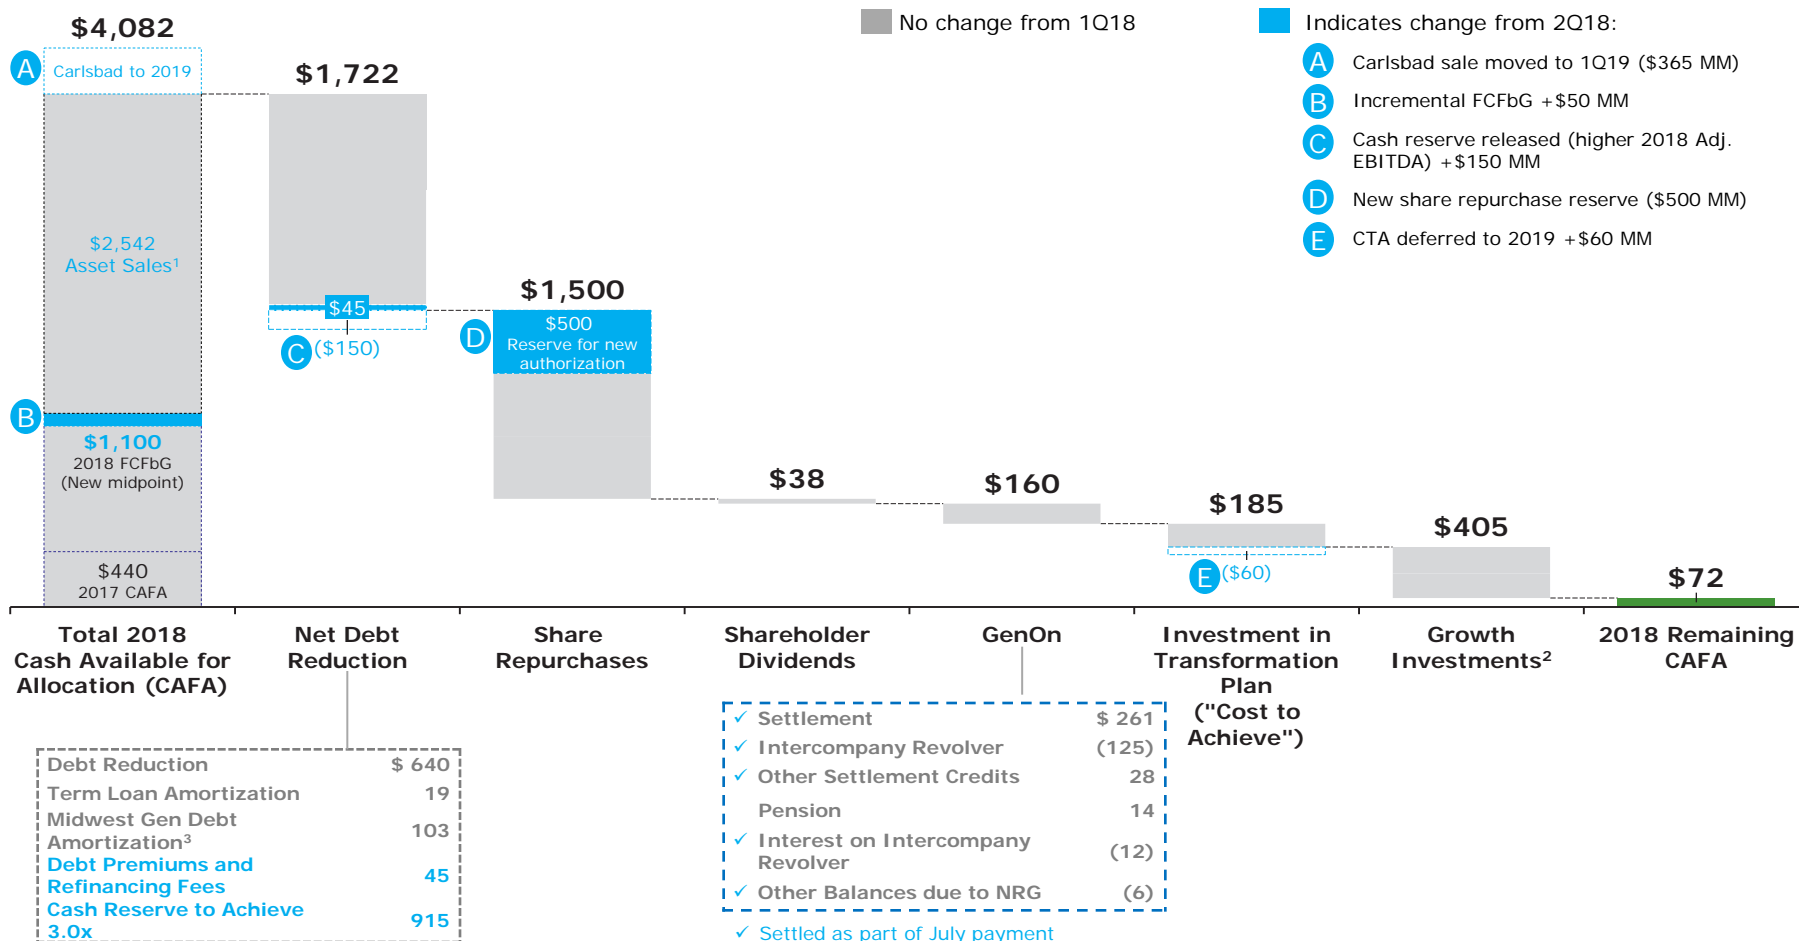 No change from 1Q18
Indicates change from 2Q18:
A Carlsbad sale moved to 1Q19 ($365 MM)
B Incremental FCFbG +$50 MM
C Cash reserve released (higher 2018 Adj.
EBITDA) +$150 MM
D New share repurchase reserve ($500 MM)
E CTA deferred to 2019 +$60 MM
$4,082
A
Carlsbad to 2019
$2,542
Asset Sales¹
B
$1,100
2018 FCFbG
(New midpoint)
$440
2017 CAFA
$1,722
$45
C ($150)
$1,500
D
$500
Reserve for new
authorization
$38
$160
$185
E ($60)
$405
$72
Total 2018
Cash Available for
Allocation (CAFA)
Net Debt
Reduction
Share
Repurchases
Shareholder
Dividends
GenOn
Investment in
Transformation
Plan
("Cost to
Achieve")
Growth
Investments²
2018 Remaining
CAFA
Debt Reduction $ 640
Term Loan Amortization 19
Midwest Gen Debt
Amortization³ 103
Debt Premiums and
Refinancing Fees 45
Cash Reserve to Achieve
3.0x 915
✓ Settlement $ 261
✓ Intercompany Revolver (125)
✓ Other Settlement Credits 28
Pension 14
✓ Interest on Intercompany
Revolver (12)
✓ Other Balances due to NRG (6)
✓ Settled as part of July payment